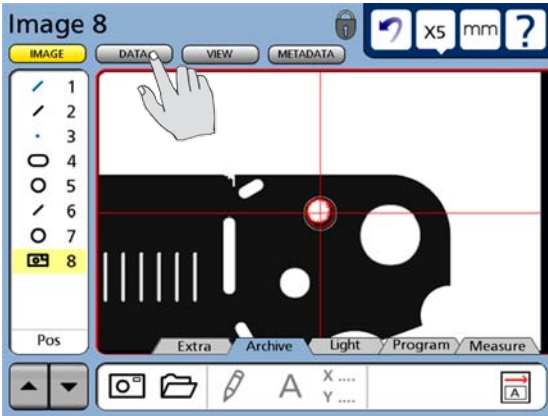 Image 8
X5 mm ?
IMAGE DATA VIEW METADATA
1
2
3
4
5
6
7
8
Pos
Extra Archive Light Program Measure
A X ....
Y ....
A